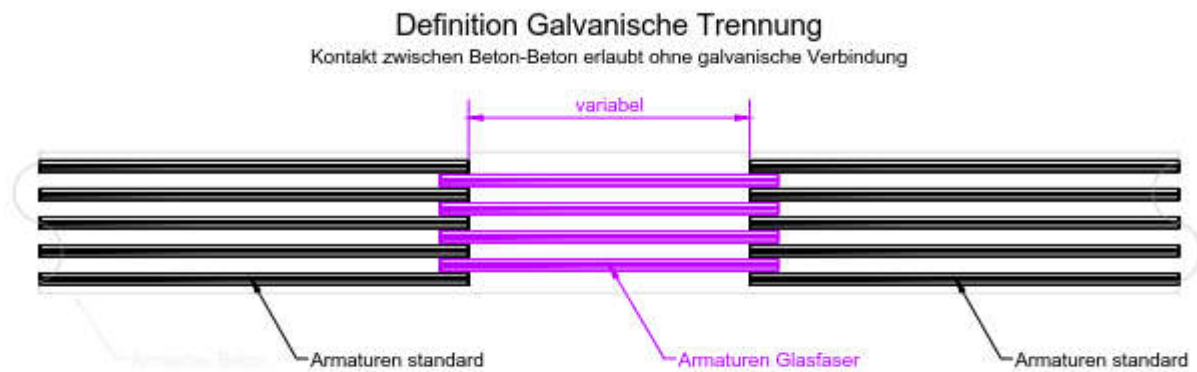 Definition Galvanische Trennung
Kontakt zwischen Beton-Beton erlaubt ohne galvanische Verbindung
variabel
Armaturen standard
Armaturen Glasfaser
Armaturen standard